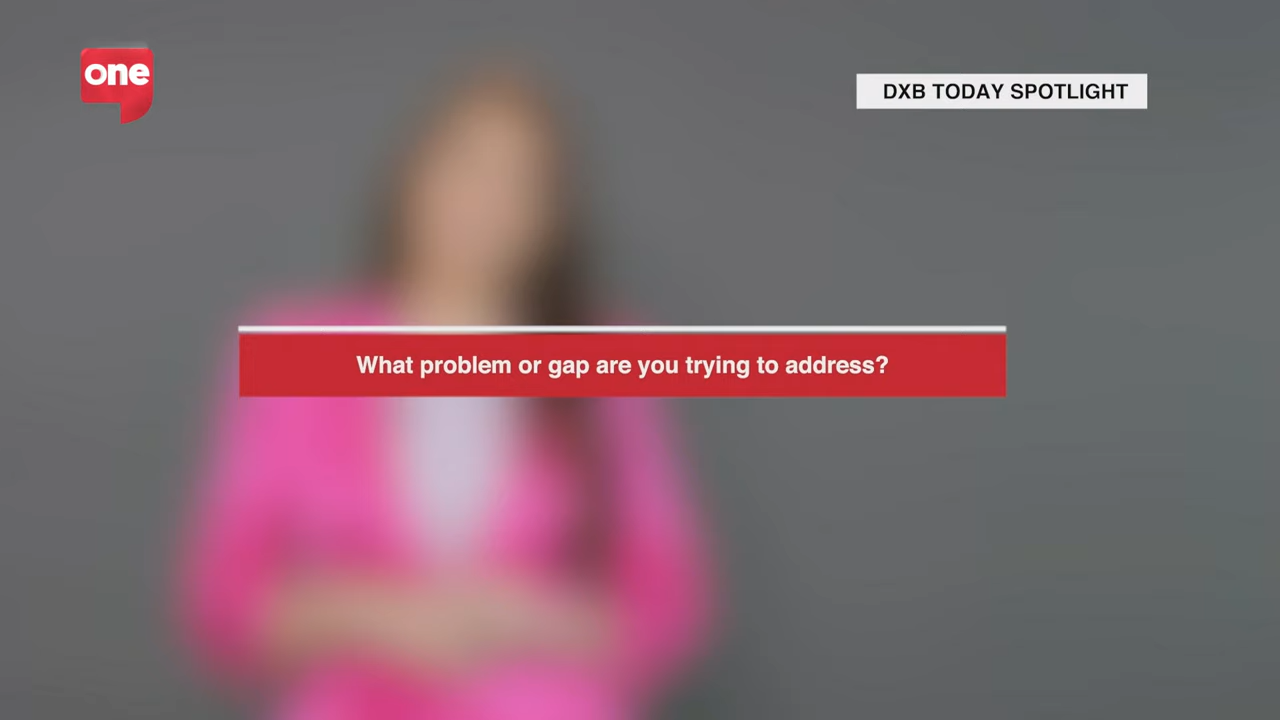 one
DXB TODAY SPOTLIGHT
What problem or gap are you trying to address?